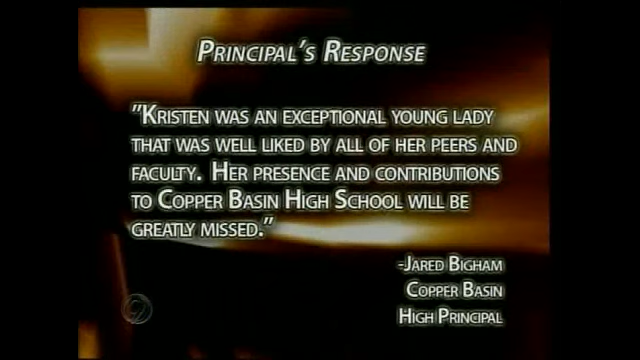 PRINCIPAL'S RESPONSE
"KRISTEN WAS AN EXCEPTIONAL YOUNG LADY
THAT WAS WELL LIKED BY ALL OF HER PEERS AND
FACULTY. HER PRESENCE AND CONTRIBUTIONS
TO COPPER BASIN HIGH SCHOOL WILL BE
GREATLY MISSED."
-JARED BIGHAM
COPPER BASIN
HIGH PRINCIPAL
9